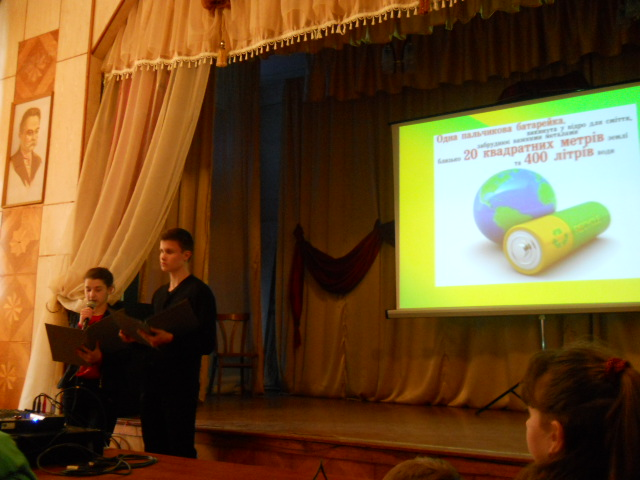 Одна пальчикова батарейка,
викинута у відро для сміття,
забруднює важкими металами
близько 20 квадратних метрів землі
та 400 літрів води